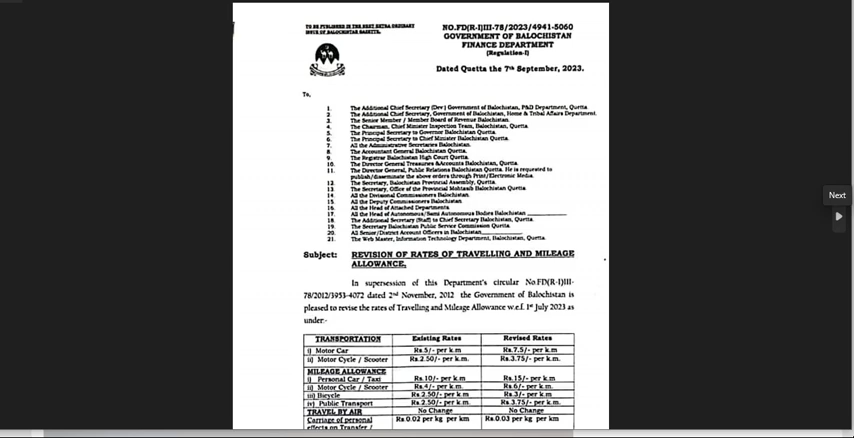 TO BE PUBLISHED IN THE NEXT EXTRA ORDINARY
ISSUE OF BALOCHISTAN GAZETTE.
NO.FD(R-I)III-78/2023/4941-5060
GOVERNMENT OF BALOCHISTAN
FINANCE DEPARTMENT
(Regulation-I)
Dated Quetta the 7th September, 2023.
To,
1. The Additional Chief Secretary (Dev) Government of Balochistan, P&D Department, Quetta.
2. The Additional Chief Secretary, Government of Balochistan, Home & Tribal Affairs Department.
3. The Senior Member / Member Board of Revenue Balochistan.
4. The Chairman, Chief Minister Inspection Team, Balochistan, Quetta.
5. The Principal Secretary to Governor Balochistan Quetta.
6. The Principal Secretary to Chief Minister Balochistan Quetta.
7. All the Administrative Secretaries Balochistan.
8. The Accountant General Balochistan Quetta.
9. The Registrar Balochistan High Court Quetta.
10. The Director General Treasuries &Accounts Balochistan, Quetta.
11. The Director General, Public Relations Balochistan Quetta. He is requested to
publish/disseminate the above orders through Print/Electronic Media.
12. The Secretary, Balochistan Provincial Assembly, Quetta.
13. The Secretary, Office of the Provincial Mohtasib Balochistan Quetta.
14. All the Divisional Commissioners Balochistan.
15. All the Deputy Commissioners Balochistan.
16. All the Head of Attached Departments.
17. All the Head of Autonomous/Semi Autonomous Bodies Balochistan
18. The Additional Secretary (Staff) to Chief Secretary Balochistan, Quetta.
19. The Secretary Balochistan Public Service Commission Quetta.
20. All Senior/District Account Officers in Balochistan
21. The Web Master, Information Technology Department, Balochistan, Quetta.
Subject: REVISION OF RATES OF TRAVELLING AND MILEAGE
ALLOWANCE.
In supersession of this Department's circular No.FD(R-I)III-
78/2012/3953-4072 dated 2nd November, 2012 the Government of Balochistan is
pleased to revise the rates of Travelling and Mileage Allowance w.e.f. 1st July 2023 as
under:-
TRANSPORTATION Existing Rates Revised Rates
i) Motor Car Rs.5/- per k.m Rs.7.5/- per k.m
ii) Motor Cycle / Scooter Rs.2.50/- per k.m. Rs.3.75/- per k.m.
MILEAGE ALLOWANCE
i) Personal Car / Taxi Rs.10/- per k.m Rs.15/- per k.m
ii) Motor Cycle / Scooter Rs.4/- per k.m Rs.6/- per k.m
iii) Bicycle Rs.2.50/- per k.m Rs.3/- per k.m
iv) Public Transport Rs.2.50/- per k.m. Rs.3.75/- per k.m
TRAVEL BY AIR No Change No Change
Carriage of personal Rs.0.02 per kg per km Rs.0.03 per kg per km
effects on Transfer /
Next